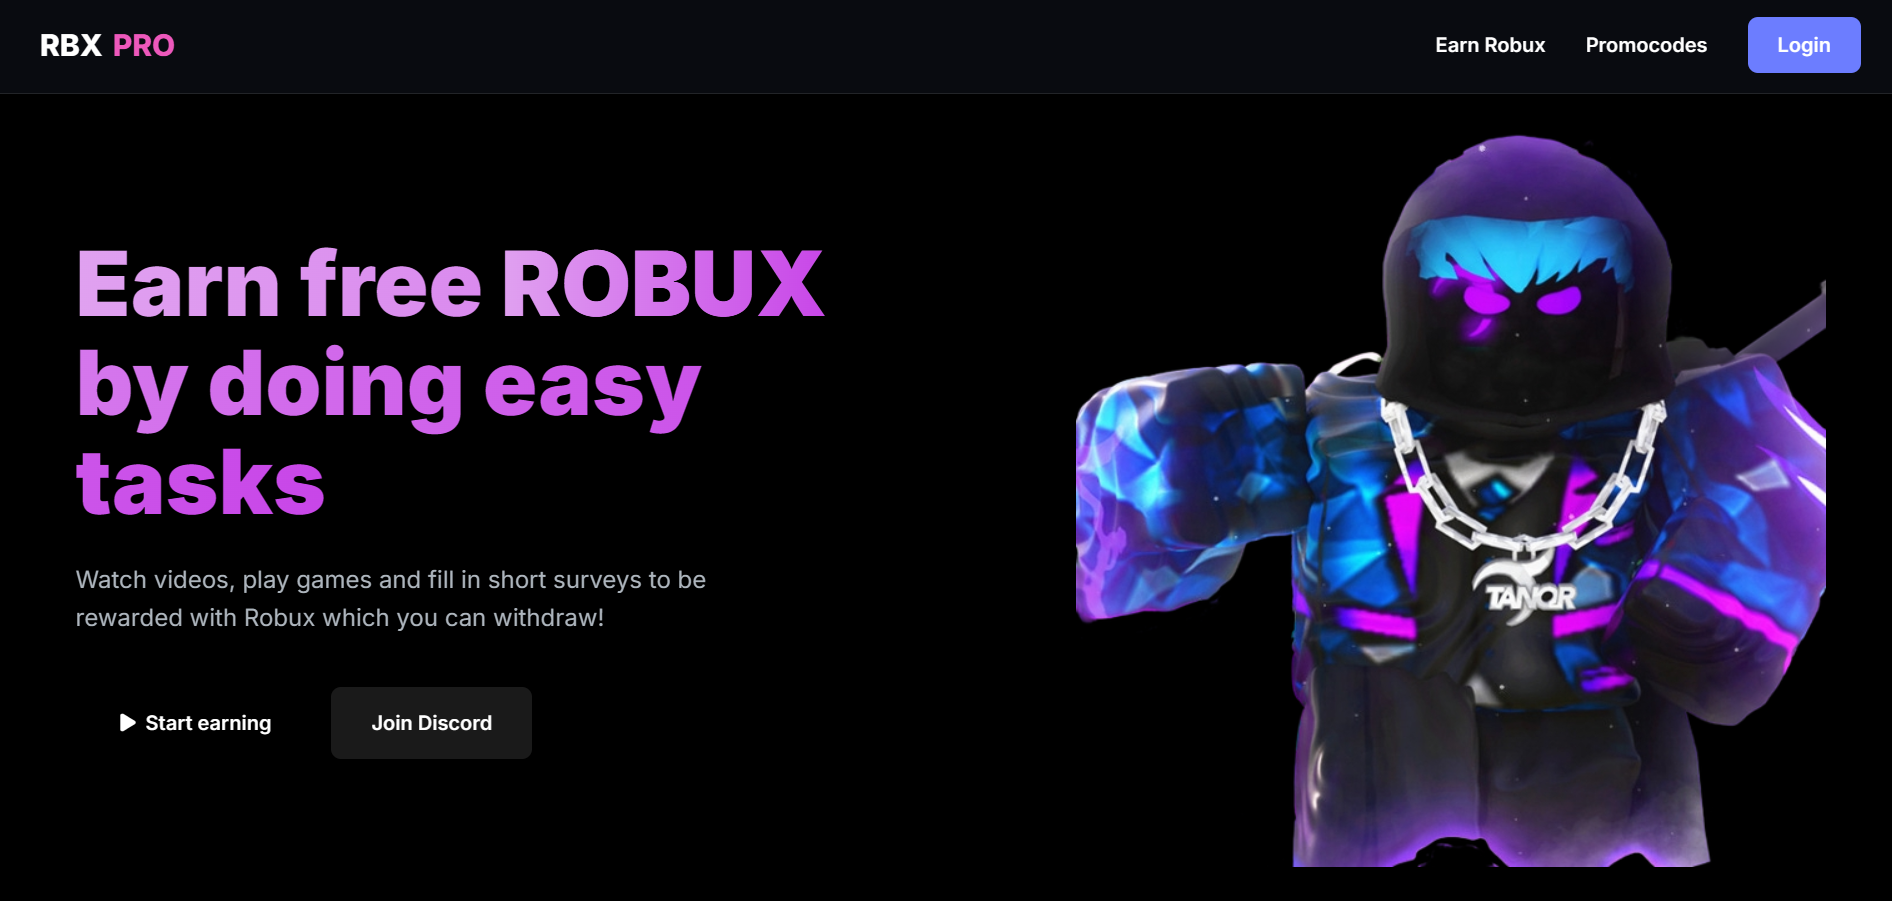 RBX PRO
Earn Robux
Promocodes
Login
Earn free ROBUX
by doing easy
tasks
Watch videos, play games and fill in short surveys to be
rewarded with Robux which you can withdraw!
Start earning
Join Discord
TANQR